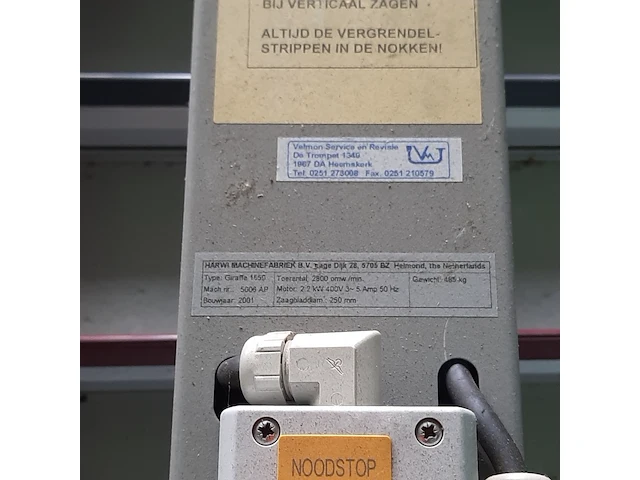 BIJ VERTICAAL ZAGEN
ALTIJD DE VERGRENDEL-
STRIPPEN IN DE NOKKEN!
Valmon Service en Revisie
De Trompet 1340
1967 DA Heemskerk
Tel. 0251 273008 Fax. 0251 210579
HARWI MACHINEFABRIEK B.V. Lage Dijk 28, 5705 BZ Helmond, the Netherlands
Type: Giraffe 1650 Toerental: 2800 omw./min. Gewicht: 485 kg
Mach.nr.: 5006 AP Motor: 2.2 kW 400V 3~ 5 Amp 50 Hz
Bouwjaar: 2001 Zaagbladdiam: 250 mm
NOODSTOP